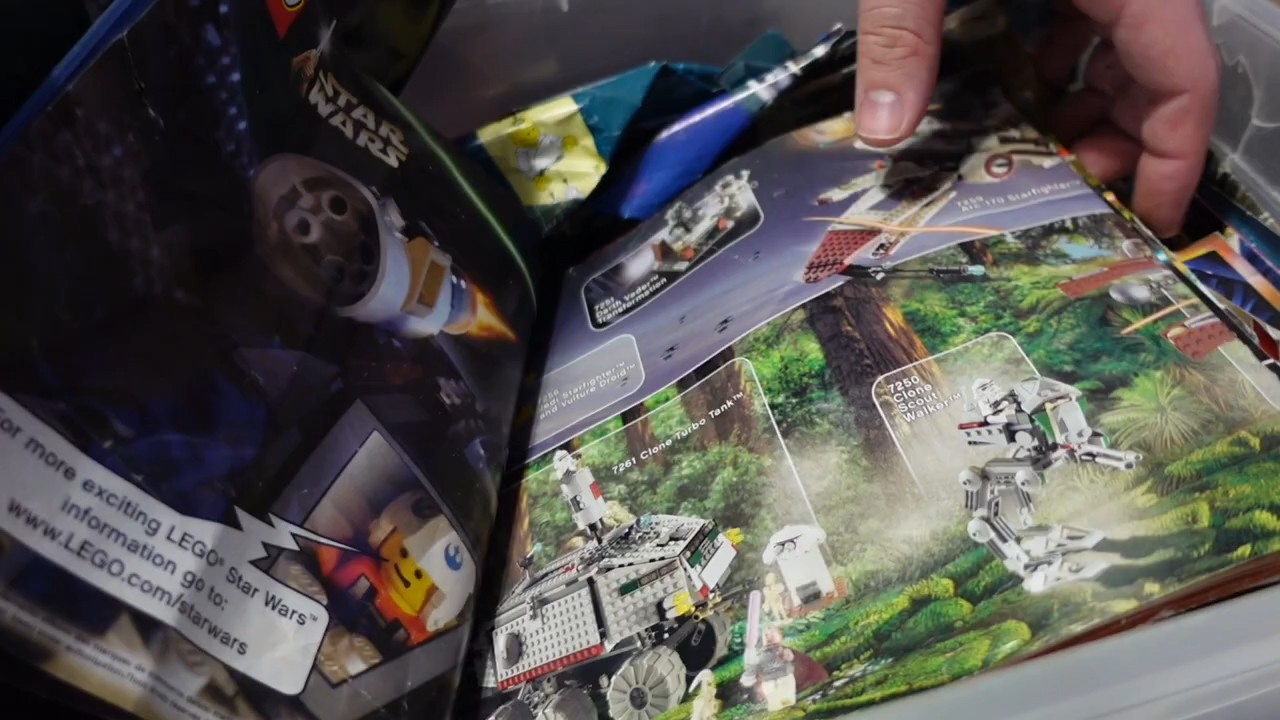 STAR
WARS
For more exciting LEGO® Star Wars™
information go to:
www.LEGO.com/starwars
7251
Darth Vader™
Transformation
7256
Jedi Starfighter™
and Vulture Droid™
7259
ARC-170 Starfighter™
7261 Clone Turbo Tank™
7250
Clone
Scout
Walker™